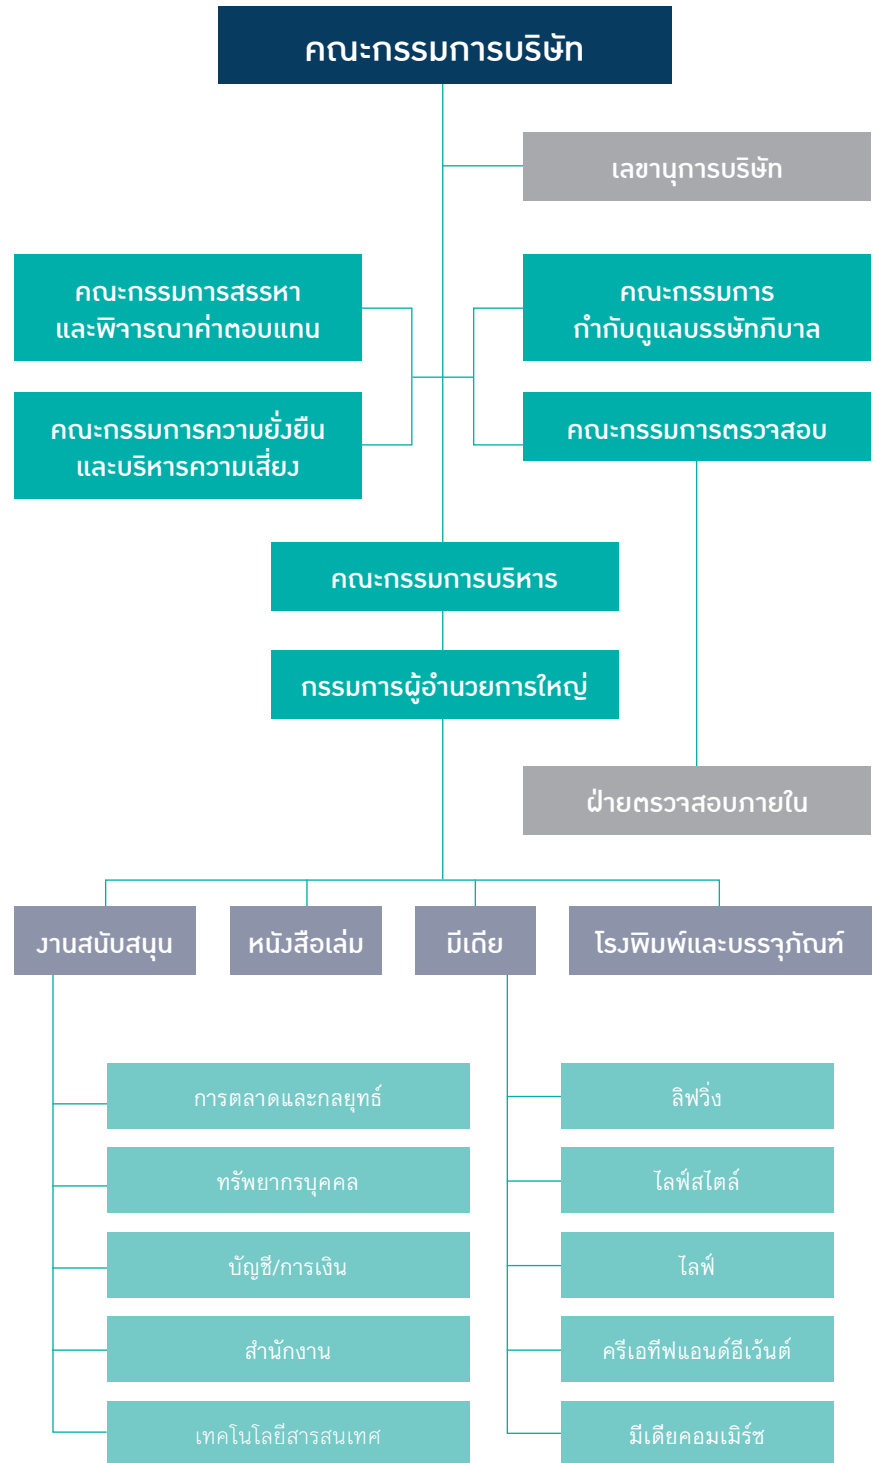 คณะกรรมการบริษัท
เลขานุการบริษัท
คณะกรรมการสรรหา
และพิจารณาค่าตอบแทน
คณะกรรมการ
กำกับดูแลบรรษัทภิบาล
คณะกรรมการความยั่งยืน
และบริหารความเสี่ยง
คณะกรรมการตรวจสอบ
คณะกรรมการบริหาร
กรรมการผู้อำนวยการใหญ่
ฝ่ายตรวจสอบภายใน
งานสนับสนุน
หนังสือเล่ม
มีเดีย
โรงพิมพ์และบรรจุภัณฑ์
การตลาดและกลยุทธ์
ทรัพยากรบุคคล
บัญชี/การเงิน
สำนักงาน
เทคโนโลยีสารสนเทศ
ลิฟวิ่ง
ไลฟ์สไตล์
ไลฟ์
ครีเอทีฟแอนด์อีเว้นต์
มีเดียคอมเมิร์ซ